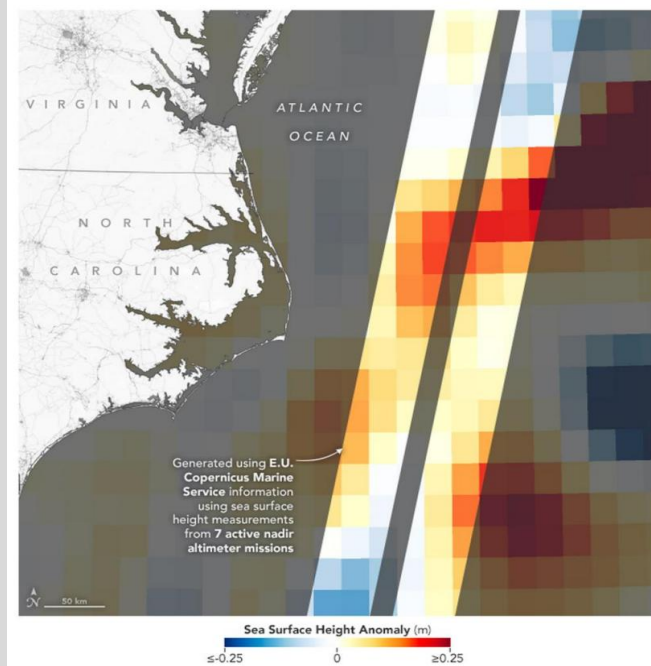 VIRGINIA
ATLANTIC
OCEAN
NORTH
CAROLINA
Generated using E.U.
Copernicus Marine
Service information
using sea surface
height measurements
from 7 active nadir
altimeter missions
N
50 km
Sea Surface Height Anomaly (m)
≤-0.25 0 ≥0.25